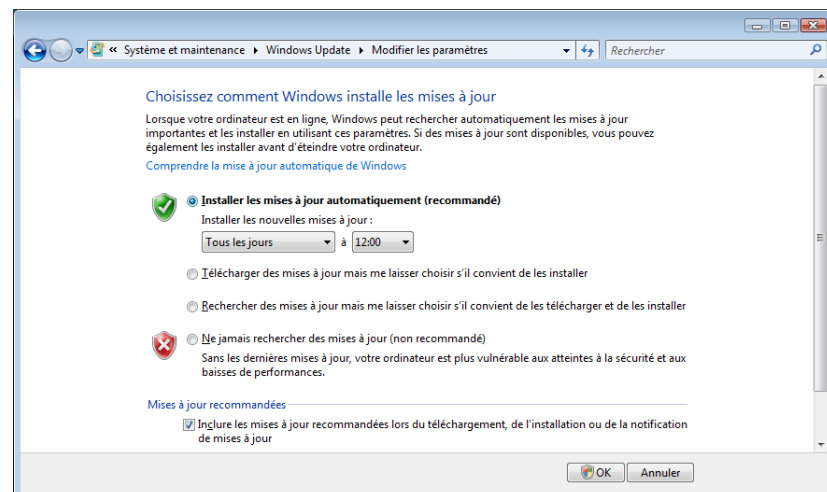 « Système et maintenance Windows Update Modifier les paramètres Rechercher
Choisissez comment Windows installe les mises à jour
Lorsque votre ordinateur est en ligne, Windows peut rechercher automatiquement les mises à jour
importantes et les installer en utilisant ces paramètres. Si des mises à jour sont disponibles, vous pouvez
également les installer avant d'éteindre votre ordinateur.
Comprendre la mise à jour automatique de Windows
Installer les mises à jour automatiquement (recommandé)
Installer les nouvelles mises à jour :
Tous les jours à 12:00
Télécharger des mises à jour mais me laisser choisir s'il convient de les installer
Rechercher des mises à jour mais me laisser choisir s'il convient de les télécharger et de les installer
Ne jamais rechercher des mises à jour (non recommandé)
Sans les dernières mises à jour, votre ordinateur est plus vulnérable aux atteintes à la sécurité et aux
baisses de performances.
Mises à jour recommandées
Inclure les mises à jour recommandées lors du téléchargement, de l'installation ou de la notification
de mises à jour
OK Annuler